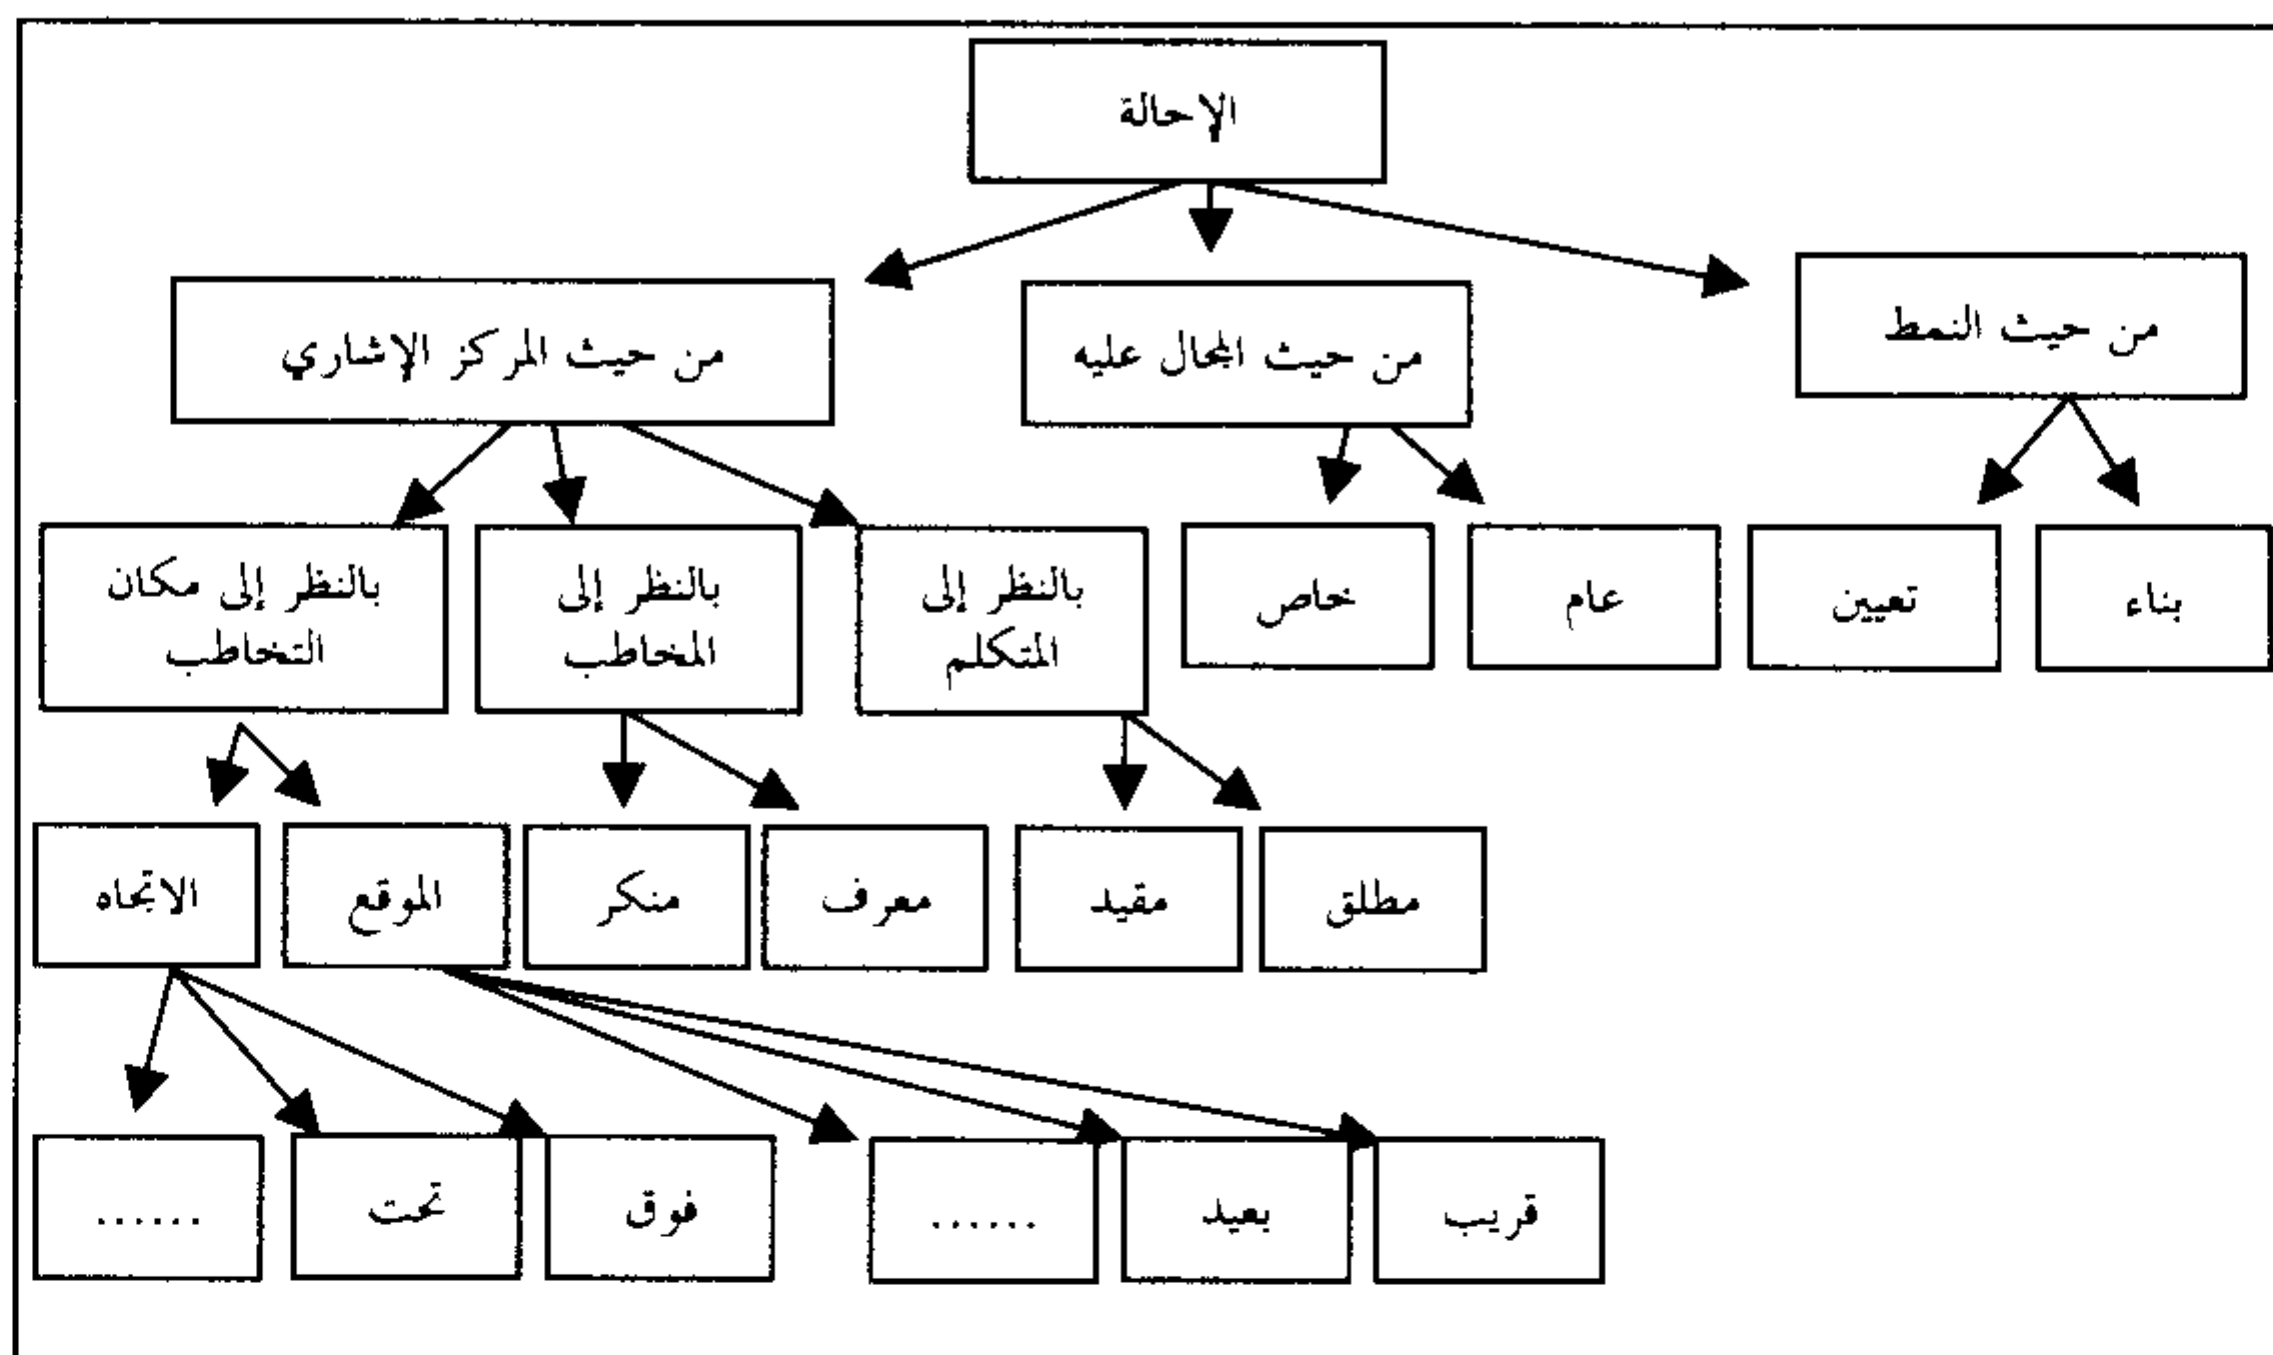 الإحالة
من حيث النمط
من حيث المحال عليه
من حيث المركز الإشاري
بناء
تعيين
عام
خاص
بالنظر إلى
المتكلم
بالنظر إلى
المخاطب
بالنظر إلى مكان
التخاطب
مطلق
مقيد
معرف
منكر
الموقع
الاتجاه
قريب
بعيد
......
فوق
تحت
......